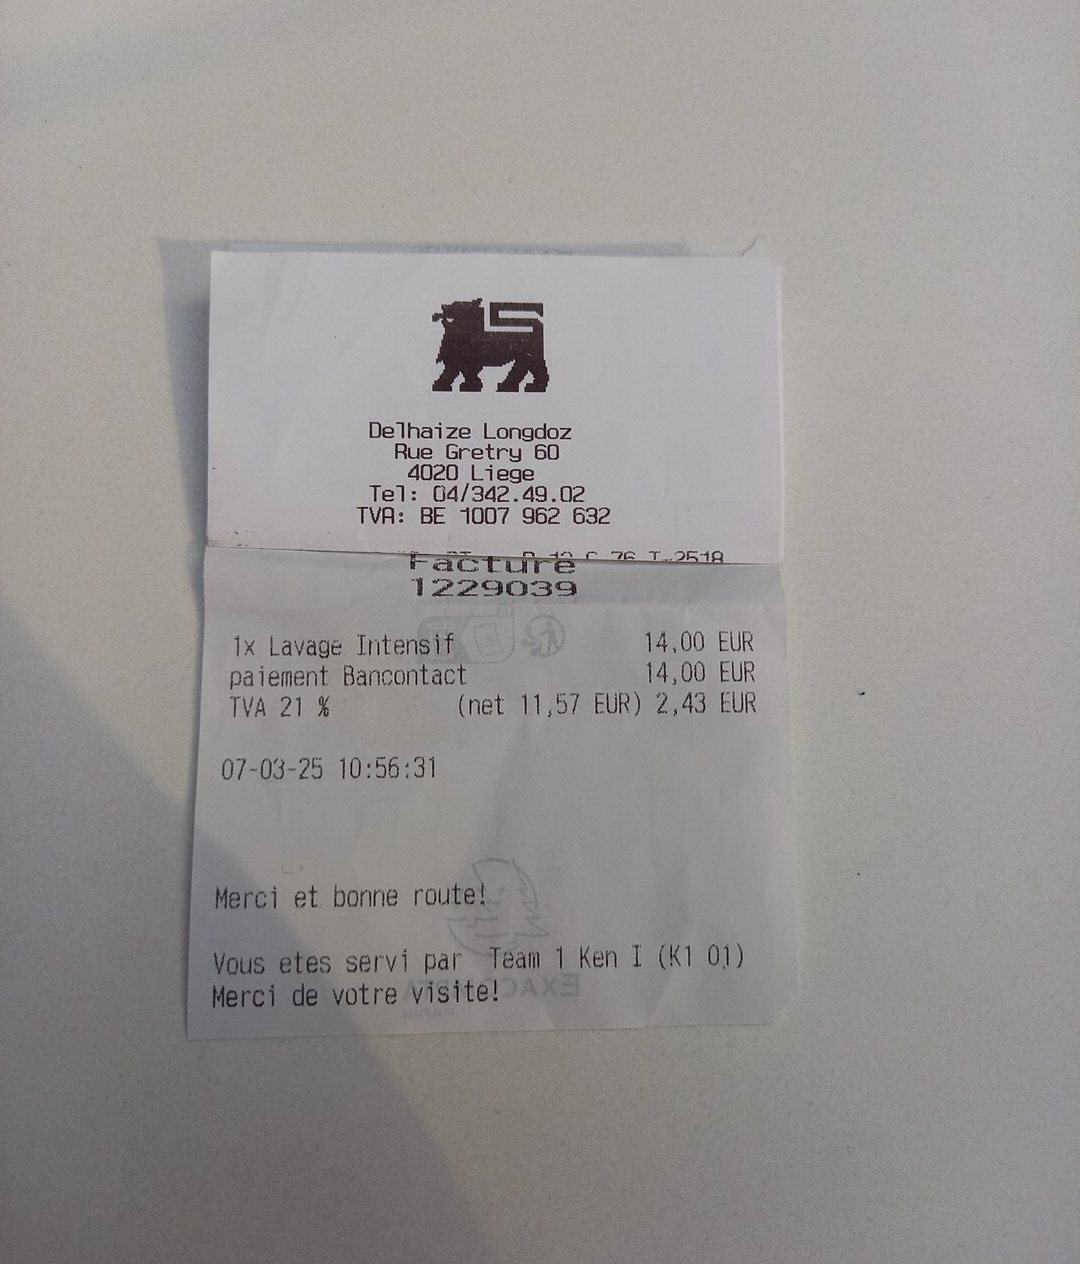 Delhaize Longdoz
Rue Gretry 60
4020 Liege
Tel: 04/342.49.02
TVA: BE 1007 962 632
Facture
1229039
1x Lavage Intensif 14,00 EUR
paiement Bancontact 14,00 EUR
TVA 21 % (net 11,57 EUR) 2,43 EUR
07-03-25 10:56:31
Merci et bonne route!
Vous etes servi par Team 1 Ken I (K1 01)
Merci de votre visite!
PARIS